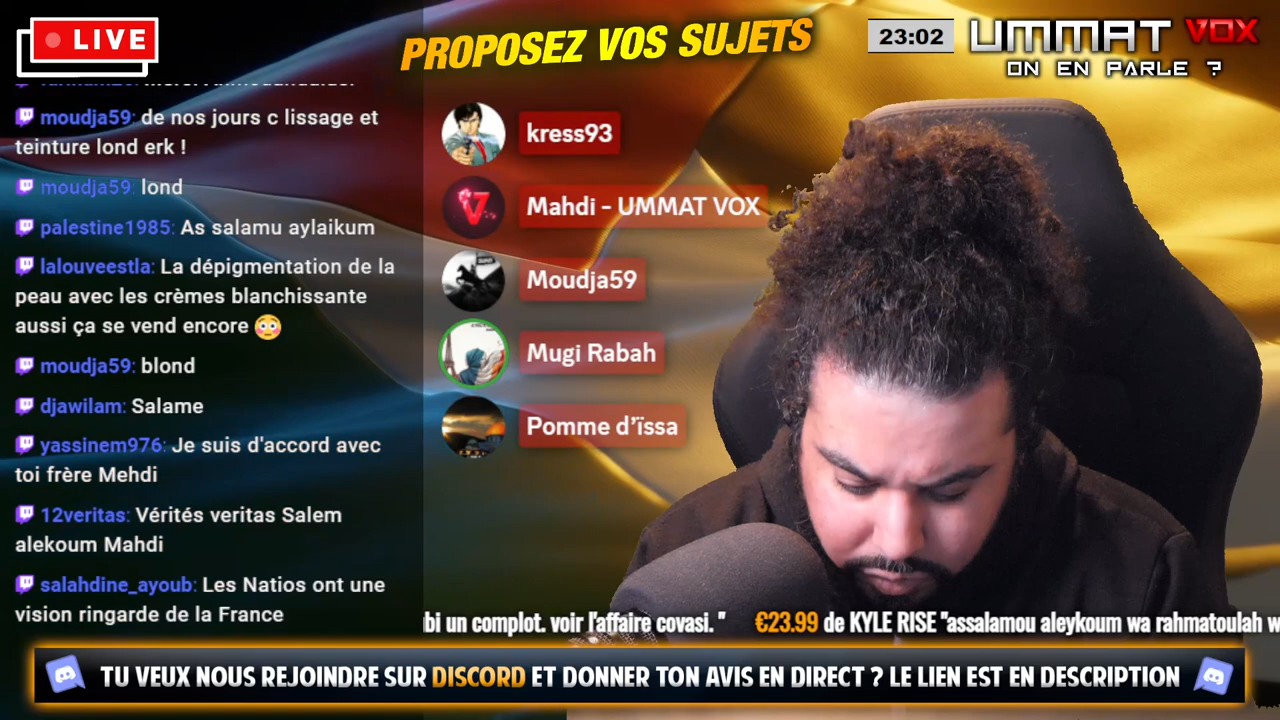 LIVE
PROPOSEZ VOS SUJETS
23:02
UMMAT VOX
ON EN PARLE ?
moudja59: de nos jours c lissage et
teinture lond erk !
moudja59: lond
palestine1985: As salamu aylaikum
lalouveestla: La dépigmentation de la
peau avec les crèmes blanchissante
aussi ça se vend encore 😳
moudja59: blond
djawilam: Salame
yassinem976: Je suis d'accord avec
toi frère Mehdi
12veritas: Vérités veritas Salem
alekoum Mahdi
salahdine_ayoub: Les Natios ont une
vision ringarde de la France
kress93
Mahdi - UMMAT VOX
Moudja59
Mugi Rabah
Pomme d'ïssa
bi un complot. voir l'affaire covasi. " €23.99 de KYLE RISE "assalamou aleykoum wa rahmatoulah w
TU VEUX NOUS REJOINDRE SUR DISCORD ET DONNER TON AVIS EN DIRECT ? LE LIEN EST EN DESCRIPTION